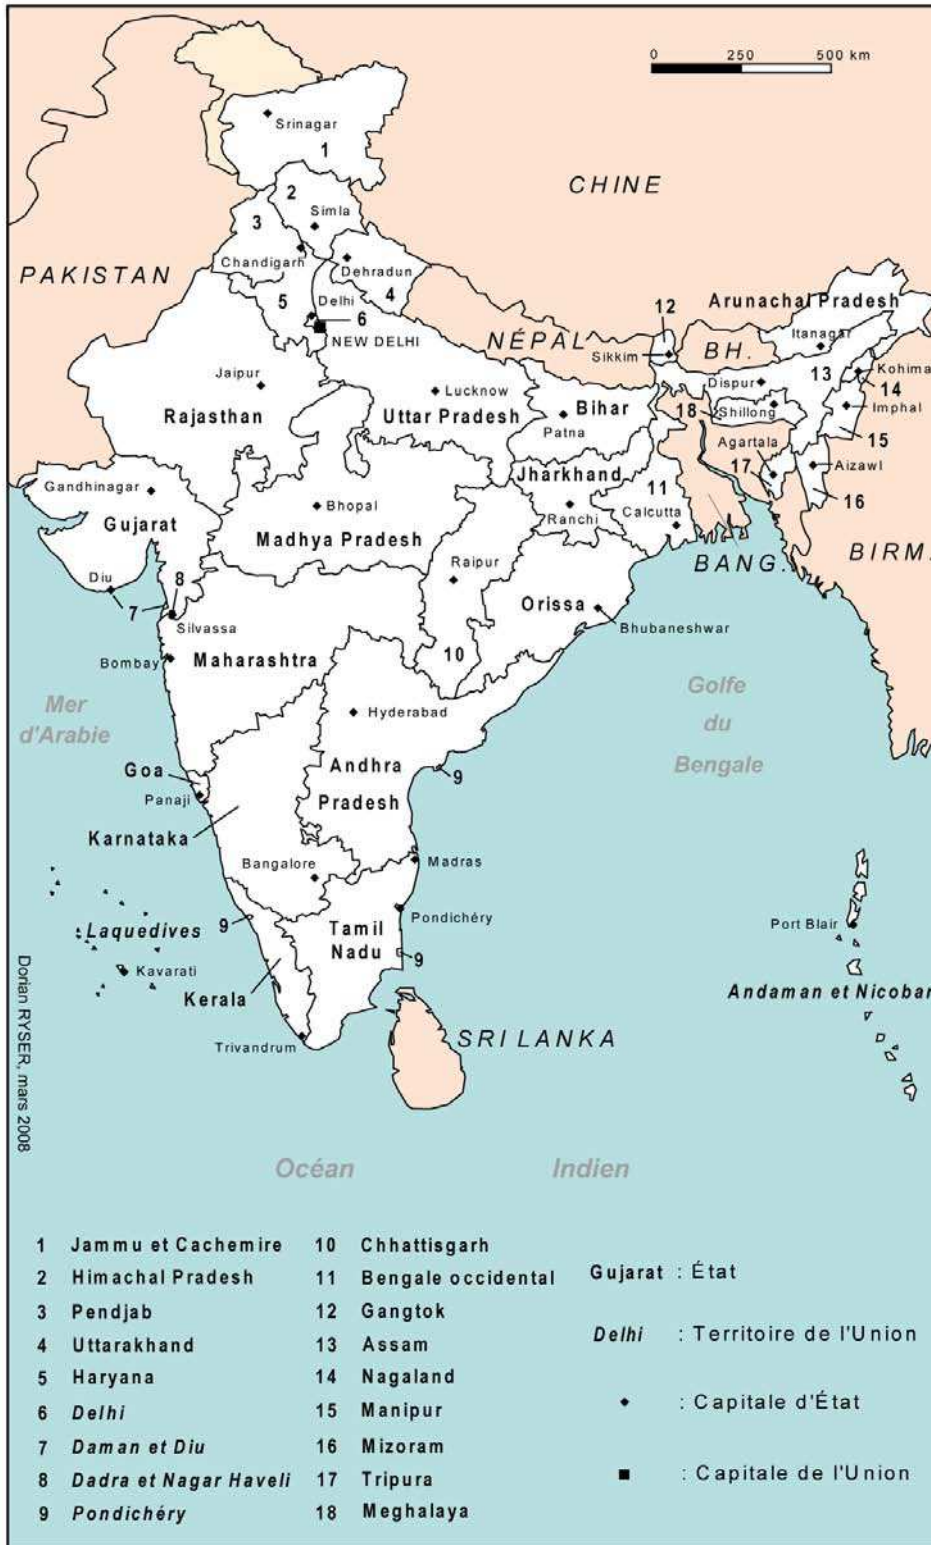 0 250 500 km
Srinagar
1
CHINE
2
3
Simla
Chandigarh
Dehradun
PAKISTAN
4
5
Delhi
6
NEW DELHI
NÉPAL
12
Sikkim
BH.
Arunachal Pradesh
Itanagar
Kohima
13
14
Dispur
Jaipur
Rajasthan
Lucknow
Uttar Pradesh
Bihar
Patna
18
Shillong
Imphal
15
Agartala
17
Aizawl
16
Gandhinagar
Gujarat
Bhopal
Madhya Pradesh
Jharkhand
Ranchi
11
Calcutta
BANG.
BIRM.
Diu
7
8
Silvassa
Raipur
10
Orissa
Bhubaneshwar
Bombay
Maharashtra
Mer
d'Arabie
Golfe
du
Bengale
Hyderabad
Andhra
Pradesh
9
Goa
Panaji
Karnataka
Bangalore
Madras
Laquedives
9
Pondichéry
Tamil
Nadu
9
Kavarati
Kerala
Trivandrum
SRI LANKA
Port Blair
Andaman et Nicobar
Dorian RYSER, mars 2008
Océan Indien
1 Jammu et Cachemire
2 Himachal Pradesh
3 Pendjab
4 Uttarakhand
5 Haryana
6 Delhi
7 Daman et Diu
8 Dadra et Nagar Haveli
9 Pondichéry
10 Chhattisgarh
11 Bengale occidental
12 Gangtok
13 Assam
14 Nagaland
15 Manipur
16 Mizoram
17 Tripura
18 Meghalaya
Gujarat : État
Delhi : Territoire de l'Union
: Capitale d'État
: Capitale de l'Union